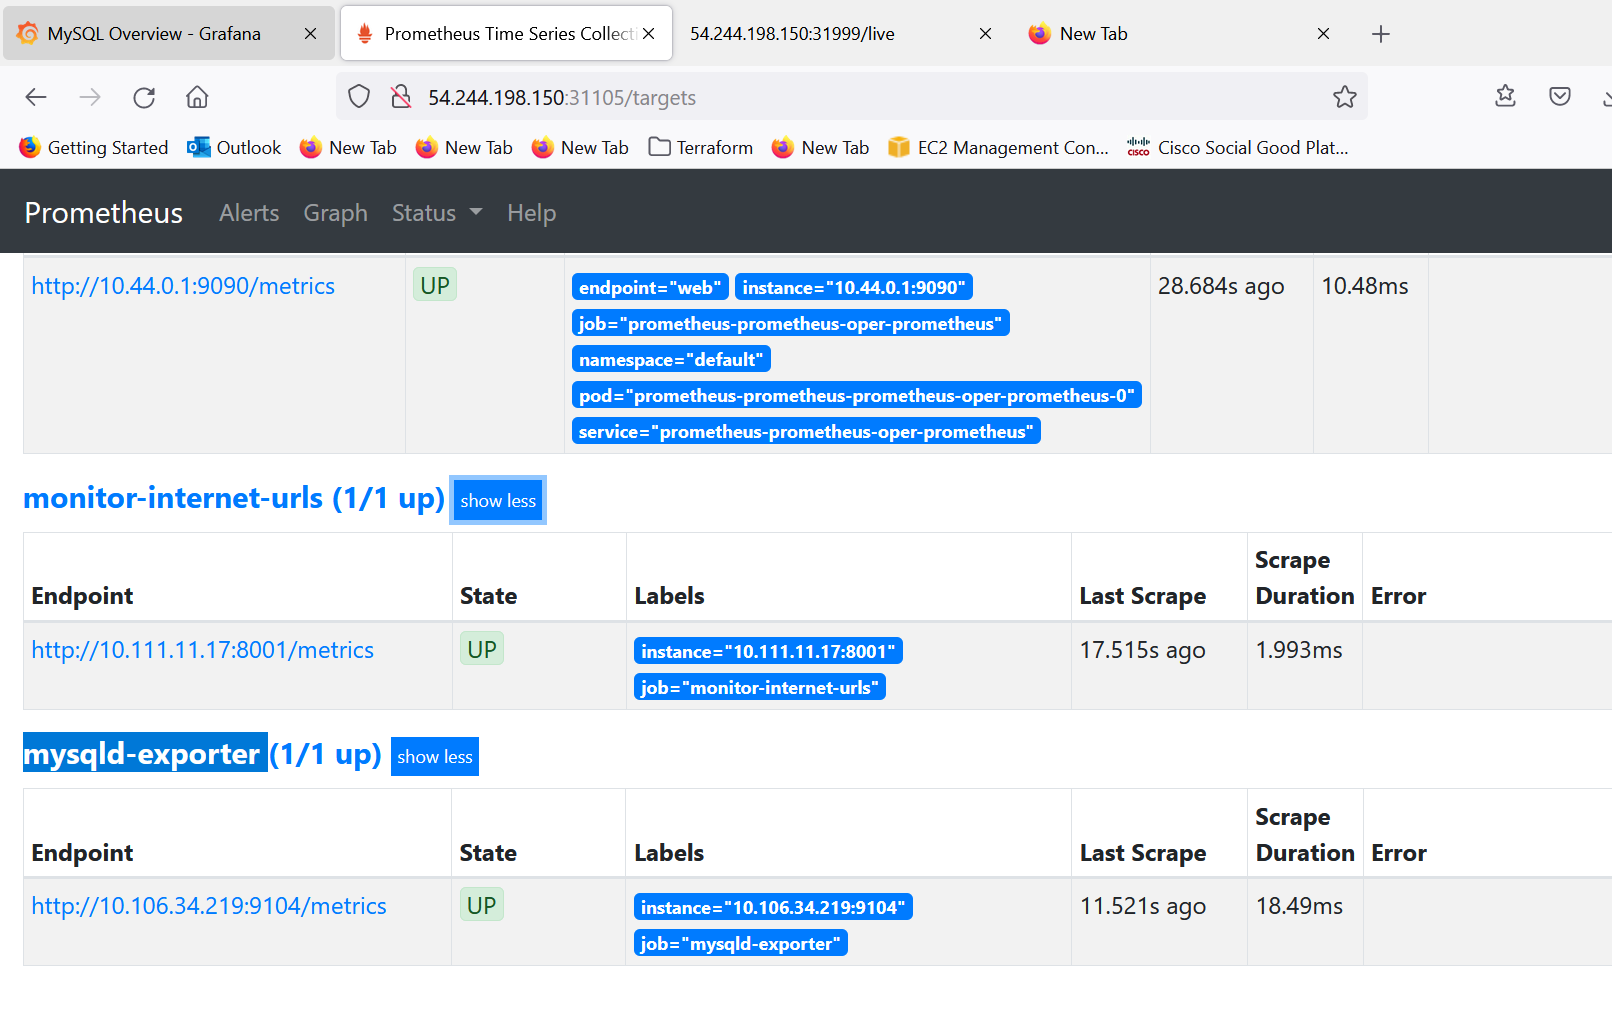 MySQL Overview - Grafana
Prometheus Time Series Collecti
54.244.198.150:31999/live
New Tab
54.244.198.150:31105/targets
Getting Started
Outlook
New Tab
New Tab
New Tab
Terraform
New Tab
EC2 Management Con...
CISCO
Cisco Social Good Plat...
Prometheus
Alerts
Graph
Status
Help
http://10.44.0.1:9090/metrics
UP
endpoint="web" instance="10.44.0.1:9090"
job="prometheus-prometheus-oper-prometheus"
namespace="default"
pod="prometheus-prometheus-prometheus-oper-prometheus-0"
service="prometheus-prometheus-oper-prometheus"
28.684s ago
10.48ms
monitor-internet-urls (1/1 up) show less
Endpoint
State
Labels
Last Scrape
Scrape
Duration
Error
http://10.111.11.17:8001/metrics
UP
instance="10.111.11.17:8001"
job="monitor-internet-urls"
17.515s ago
1.993ms
mysqld-exporter (1/1 up) show less
Endpoint
State
Labels
Last Scrape
Scrape
Duration
Error
http://10.106.34.219:9104/metrics
UP
instance="10.106.34.219:9104"
job="mysqld-exporter"
11.521s ago
18.49ms